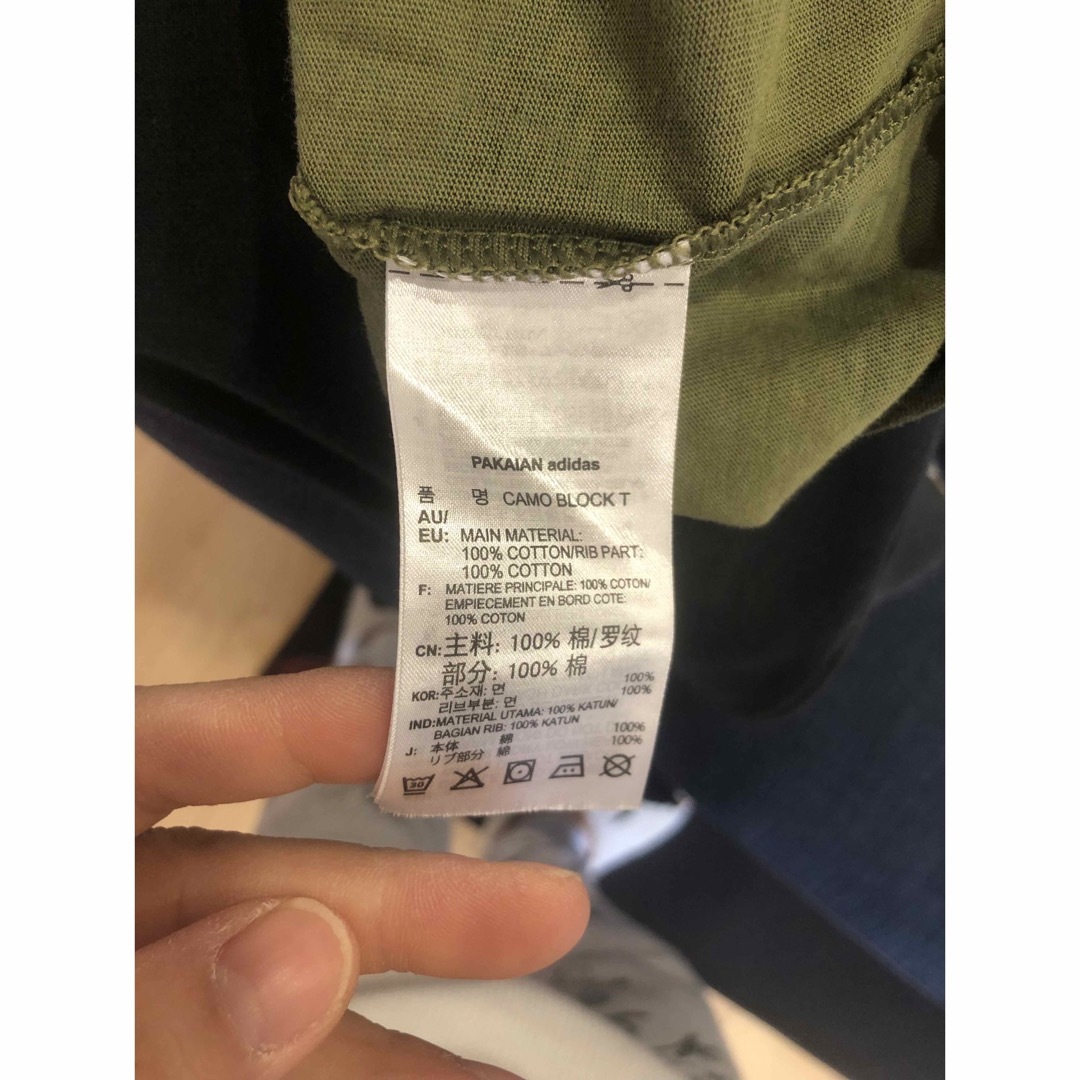 PAKAIAN adidas
품 명 CAMO BLOCK T
AU/
EU: MAIN MATERIAL:
100% COTTON/RIB PART:
100% COTTON
F: MATIERE PRINCIPALE: 100% COTON/
EMPIECEMENT EN BORD COTE:
100% COTON
CN: 主料: 100% 棉/罗纹
部分: 100% 棉
KOR: 주소재: 면 100%
리브부분: 면 100%
IND: MATERIAL UTAMA: 100% KATUN/
BAGIAN RIB: 100% KATUN
J: 本体 綿 100%
リブ部分 綿 100%
30